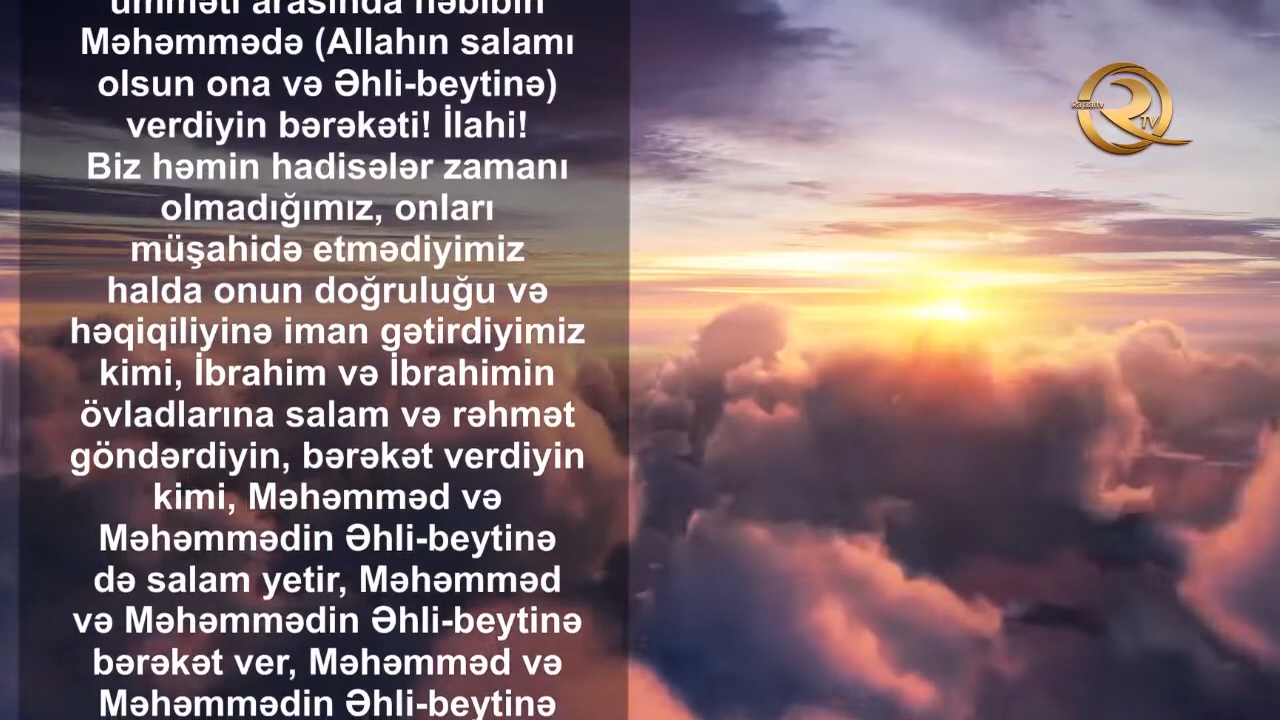 ümməti arasında həbibin
Məhəmmədə (Allahın salamı
olsun ona və Əhli-beytinə)
verdiyin bərəkəti! İlahi!
Biz həmin hadisələr zamanı
olmadığımız, onları
müşahidə etmədiyimiz
halda onun doğruluğu və
həqiqiliyinə iman gətirdiyimiz
kimi, İbrahim və İbrahimin
övladlarına salam və rəhmət
göndərdiyin, bərəkət verdiyin
kimi, Məhəmməd və
Məhəmmədin Əhli-beytinə
də salam yetir, Məhəmməd
və Məhəmmədin Əhli-beytinə
bərəkət ver, Məhəmməd və
Məhəmmədin Əhli-beytinə
TV